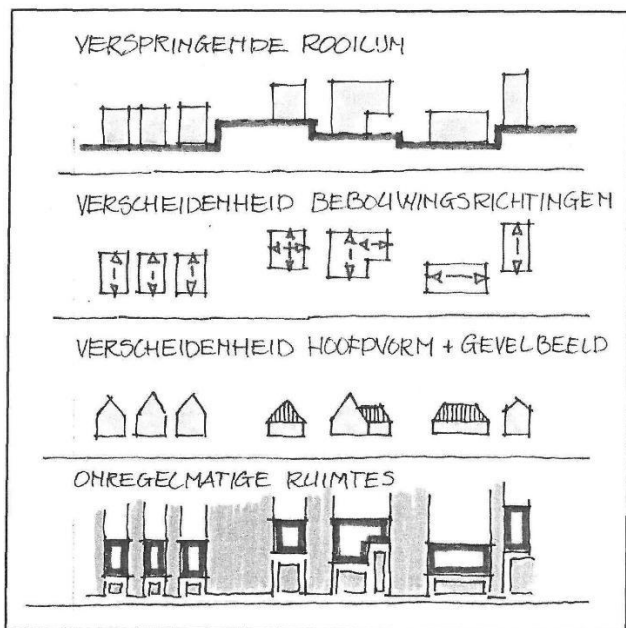 VERSPRINGENDE ROOILIJN
VERSCHEIDENHEID BEBOUWINGSRICHTINGEN
VERSCHEIDENHEID HOOFDVORM + GEVELBEELD
ONREGELMATIGE RUIMTES